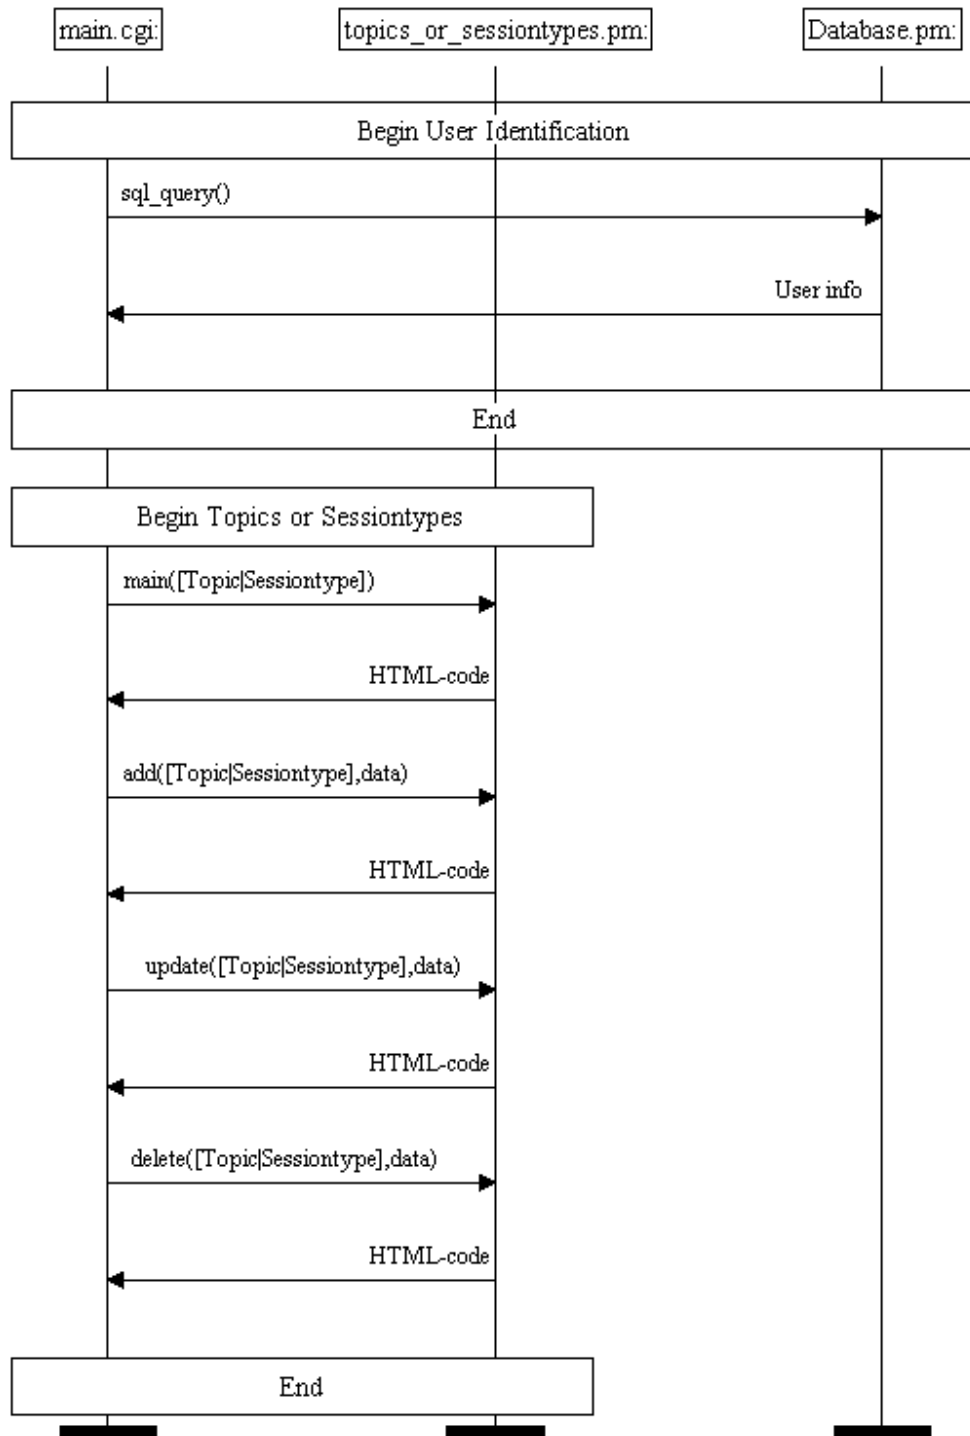 main.cgi:
topics_or_sessiontypes.pm:
Database.pm:
Begin User Identification
sql_query()
User info
End
Begin Topics or Sessiontypes
main([Topic|Sessiontype])
HTML-code
add([Topic|Sessiontype],data)
HTML-code
update([Topic|Sessiontype],data)
HTML-code
delete([Topic|Sessiontype],data)
HTML-code
End